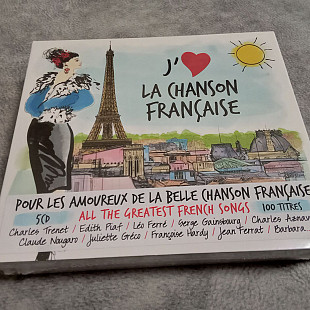 J'❤
LA CHANSON
FRANÇAISE
POUR LES AMOUREUX DE LA BELLE CHANSON FRANÇAISE
5CD ALL THE GREATEST FRENCH SONGS 100 TITRES
Charles Trenet / Edith Piaf / Léo Ferré / Serge Gainsbourg / Charles Aznav
Claude Nougaro / Juliette Gréco / Françoise Hardy / Jean Ferrat / Barbara